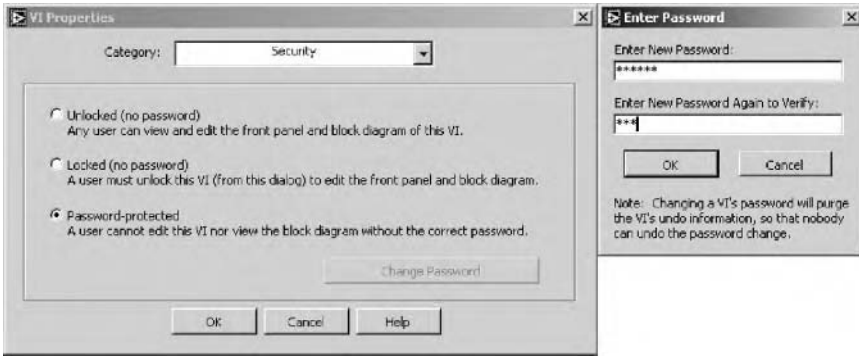 VI Properties
Category: Security
Unlocked (no password)
Any user can view and edit the front panel and block diagram of this VI.
Locked (no password)
A user must unlock this VI (from this dialog) to edit the front panel and block diagram.
Password-protected
A user cannot edit this VI nor view the block diagram without the correct password.
Change Password
OK Cancel Help
Enter Password
Enter New Password:
******
Enter New Password Again to Verify:
***
OK Cancel
Note: Changing a VI's password will purge
the VI's undo information, so that nobody
can undo the password change.